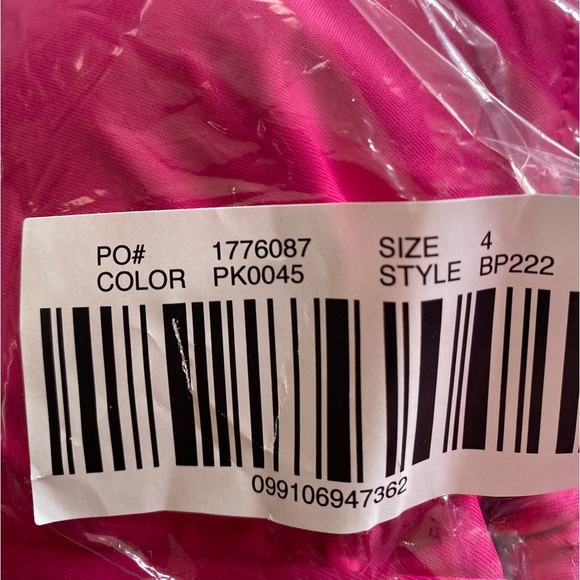 PO# 1776087 SIZE 4
COLOR PK0045 STYLE BP222
099106947362